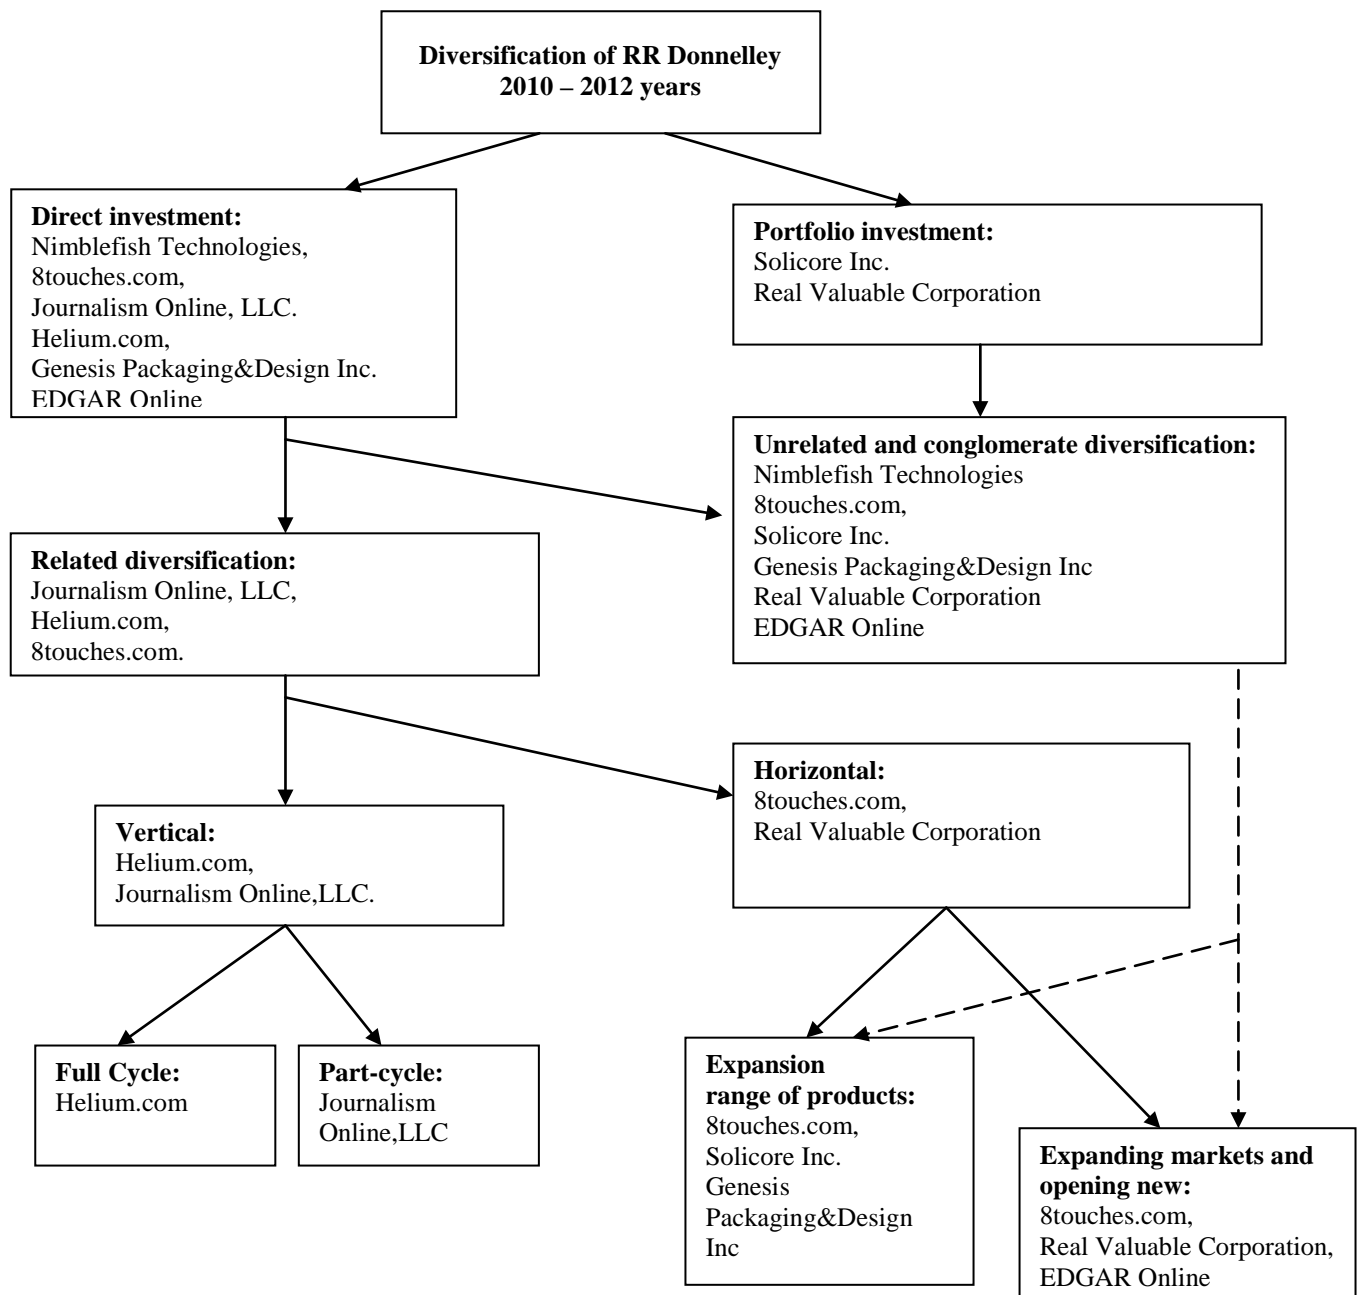 Diversification of RR Donnelley
2010 – 2012 years
Direct investment:
Nimblefish Technologies,
8touches.com,
Journalism Online, LLC.
Helium.com,
Genesis Packaging&Design Inc.
EDGAR Online
Portfolio investment:
Solicore Inc.
Real Valuable Corporation
Unrelated and conglomerate diversification:
Nimblefish Technologies
8touches.com,
Solicore Inc.
Genesis Packaging&Design Inc
Real Valuable Corporation
EDGAR Online
Related diversification:
Journalism Online, LLC,
Helium.com,
8touches.com.
Horizontal:
8touches.com,
Real Valuable Corporation
Vertical:
Helium.com,
Journalism Online,LLC.
Full Cycle:
Helium.com
Part-cycle:
Journalism
Online,LLC
Expansion
range of products:
8touches.com,
Solicore Inc.
Genesis
Packaging&Design
Inc
Expanding markets and
opening new:
8touches.com,
Real Valuable Corporation,
EDGAR Online